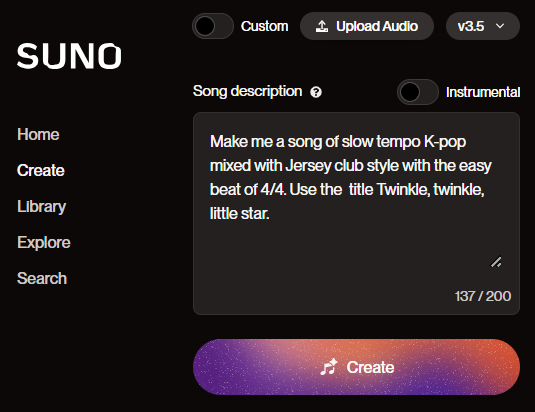 Custom
Upload Audio
v3.5
SUNO
Song description ?
Instrumental
Home
Create
Library
Explore
Search
Make me a song of slow tempo K-pop
mixed with Jersey club style with the easy
beat of 4/4. Use the  title Twinkle, twinkle,
little star.
137 / 200
Create